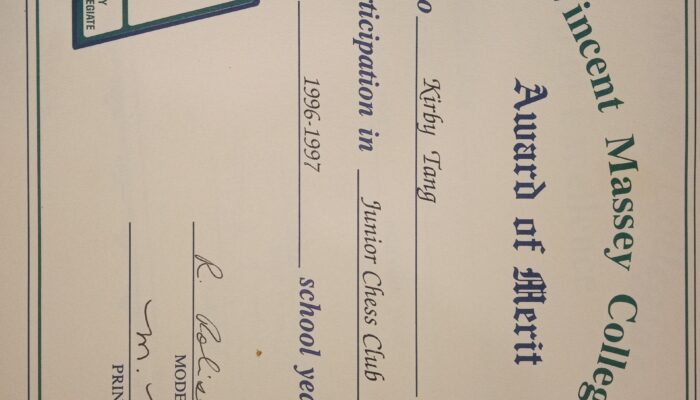 incent Massey Colleg
Award of Merit
o Kirby Tang
ticipation in Junior Chess Club
1996-1997 school yea
R.
MODE
m.
PRIN
Y
EGIATE